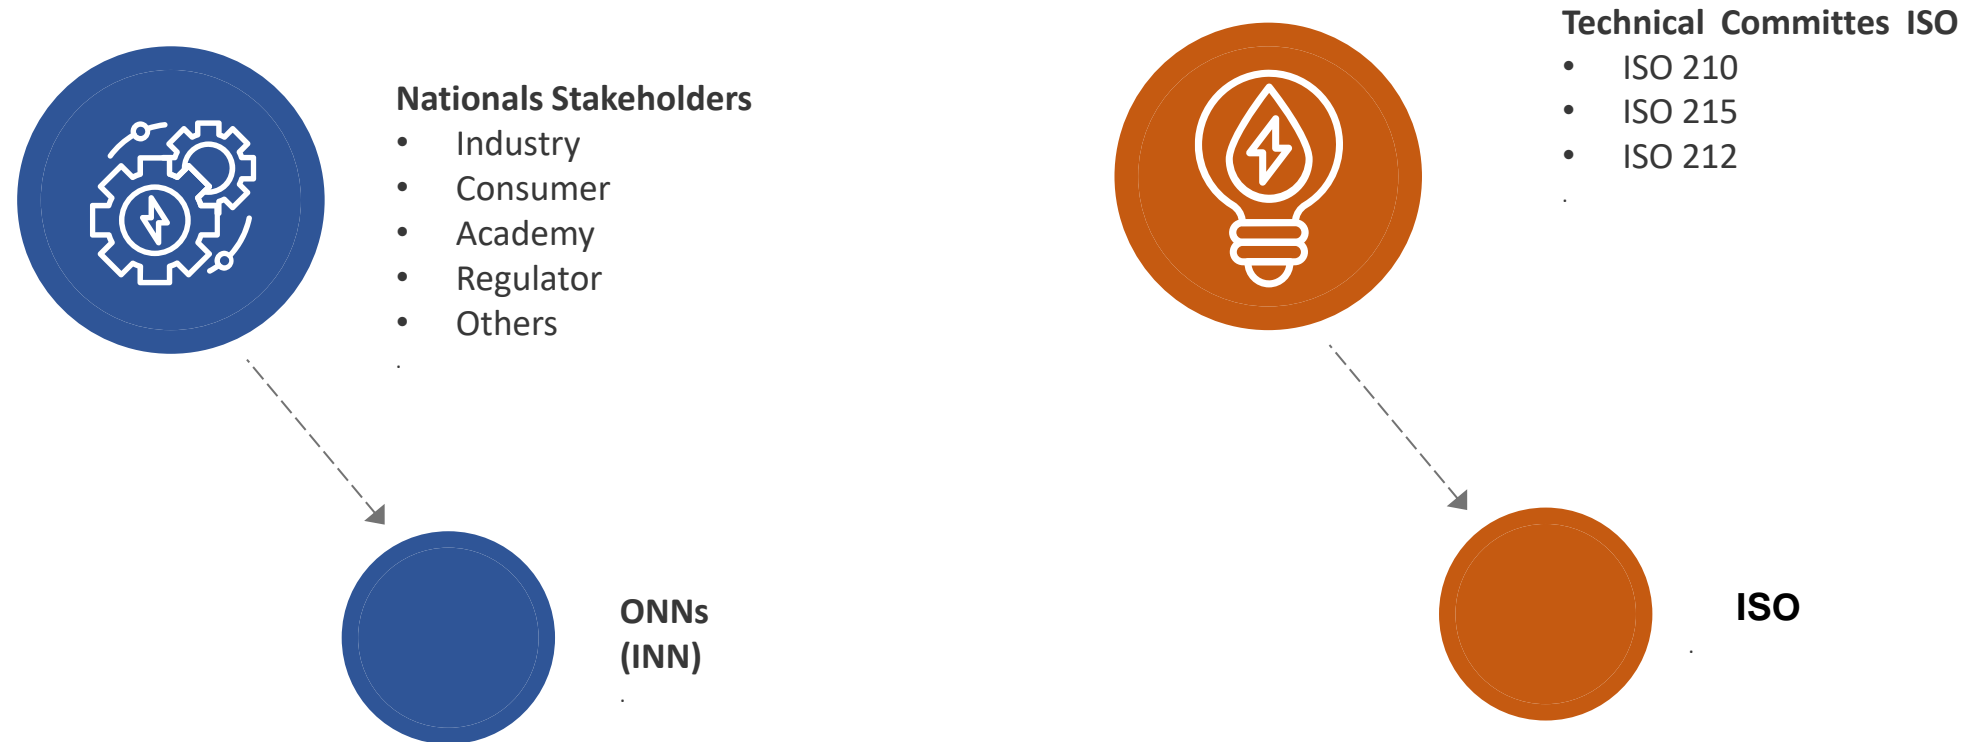 Nationals Stakeholders
• Industry
• Consumer
• Academy
• Regulator
• Others
.
ONNs
(INN)
.
Technical Committes ISO
• ISO 210
• ISO 215
• ISO 212
.
ISO
.